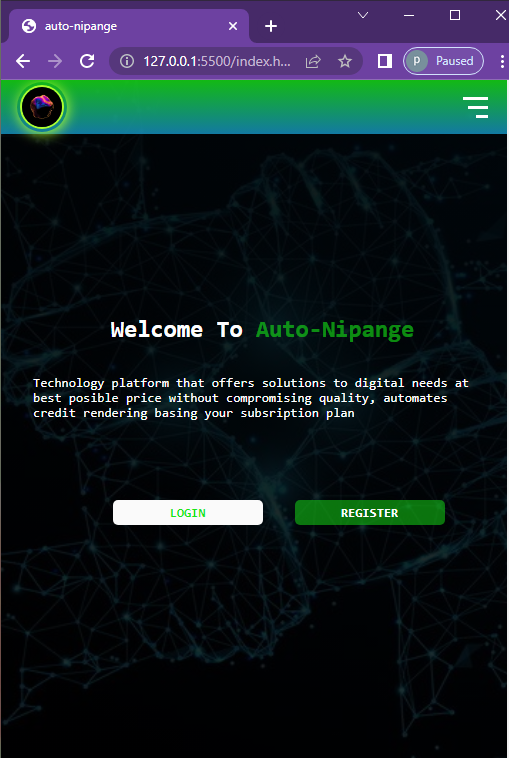 auto-nipange
127.0.0.1:5500/index.h...
p Paused
Welcome To Auto-Nipange
Technology platform that offers solutions to digital needs at
best posible price without compromising quality, automates
credit rendering basing your subsription plan
LOGIN REGISTER